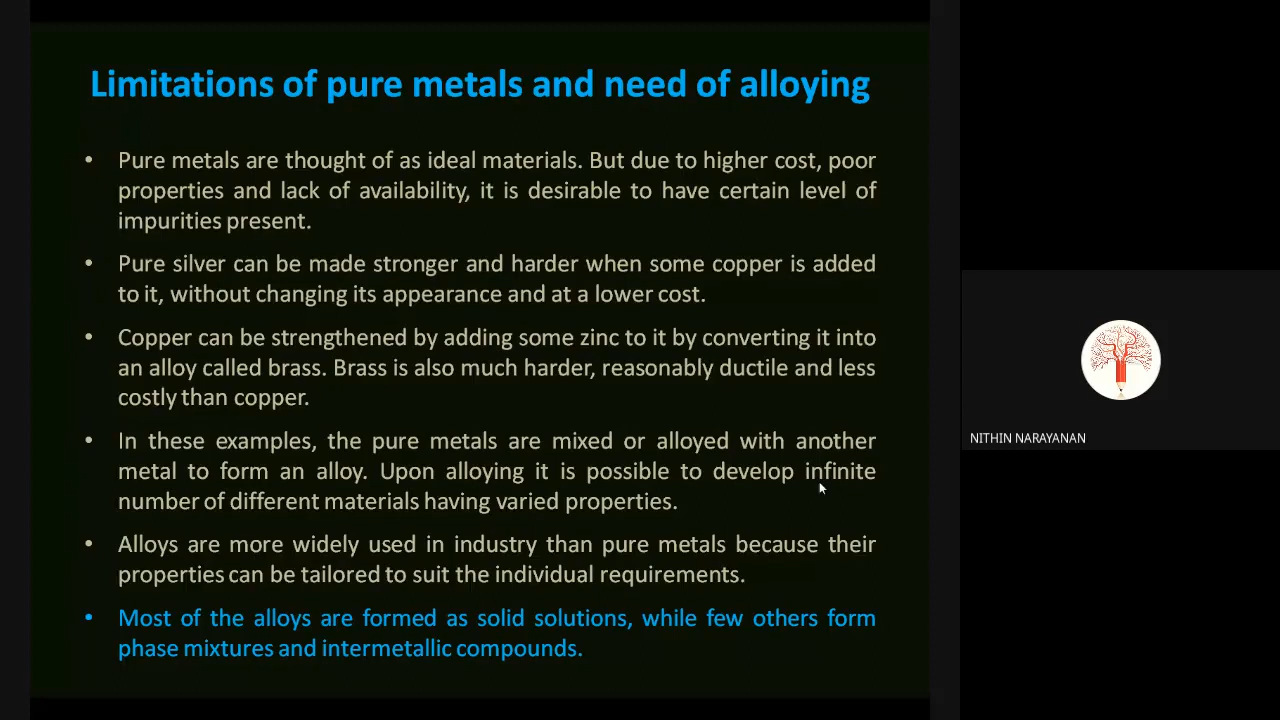 Limitations of pure metals and need of alloying
• Pure metals are thought of as ideal materials. But due to higher cost, poor
properties and lack of availability, it is desirable to have certain level of
impurities present.
• Pure silver can be made stronger and harder when some copper is added
to it, without changing its appearance and at a lower cost.
• Copper can be strengthened by adding some zinc to it by converting it into
an alloy called brass. Brass is also much harder, reasonably ductile and less
costly than copper.
• In these examples, the pure metals are mixed or alloyed with another
metal to form an alloy. Upon alloying it is possible to develop infinite
number of different materials having varied properties.
• Alloys are more widely used in industry than pure metals because their
properties can be tailored to suit the individual requirements.
• Most of the alloys are formed as solid solutions, while few others form
phase mixtures and intermetallic compounds.
NITHIN NARAYANAN